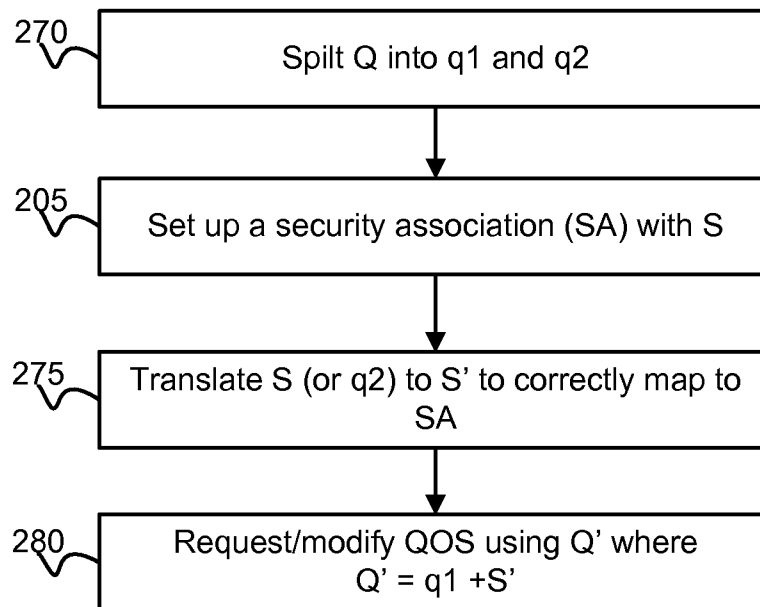 270
Spilt Q into q1 and q2
205
Set up a security association (SA) with S
275
Translate S (or q2) to S’ to correctly map to
SA
280
Request/modify QOS using Q’ where
Q’ = q1 +S’